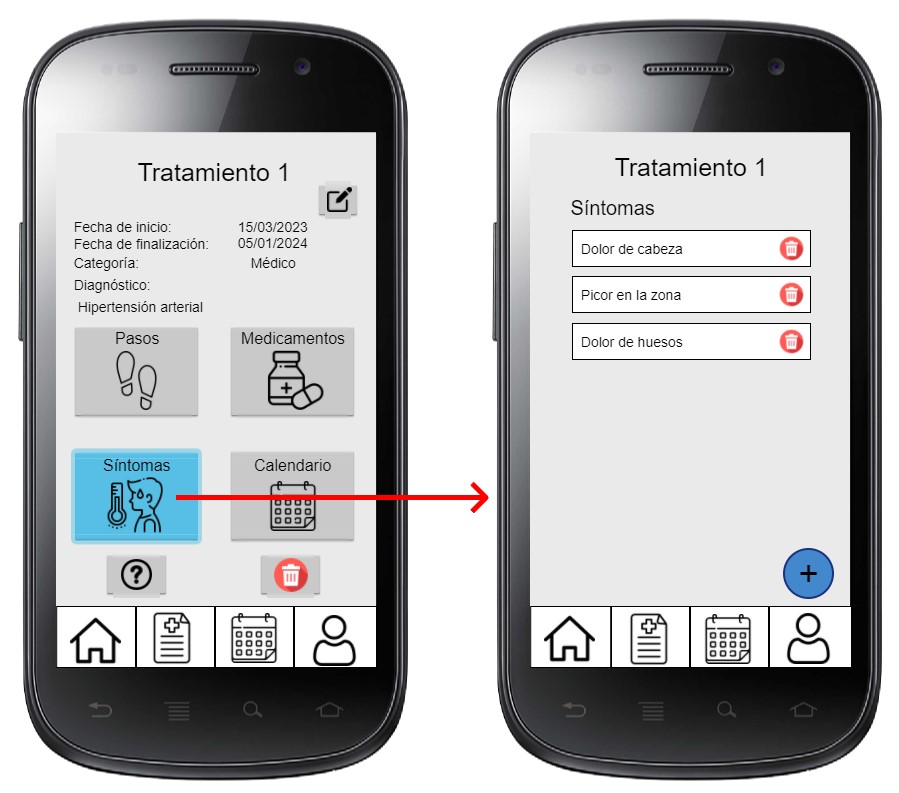 Tratamiento 1
Fecha de inicio: 15/03/2023
Fecha de finalización: 05/01/2024
Categoría: Médico
Diagnóstico:
Hipertensión arterial
Pasos
Medicamentos
Síntomas
Calendario
?
Tratamiento 1
Síntomas
Dolor de cabeza
Picor en la zona
Dolor de huesos
+